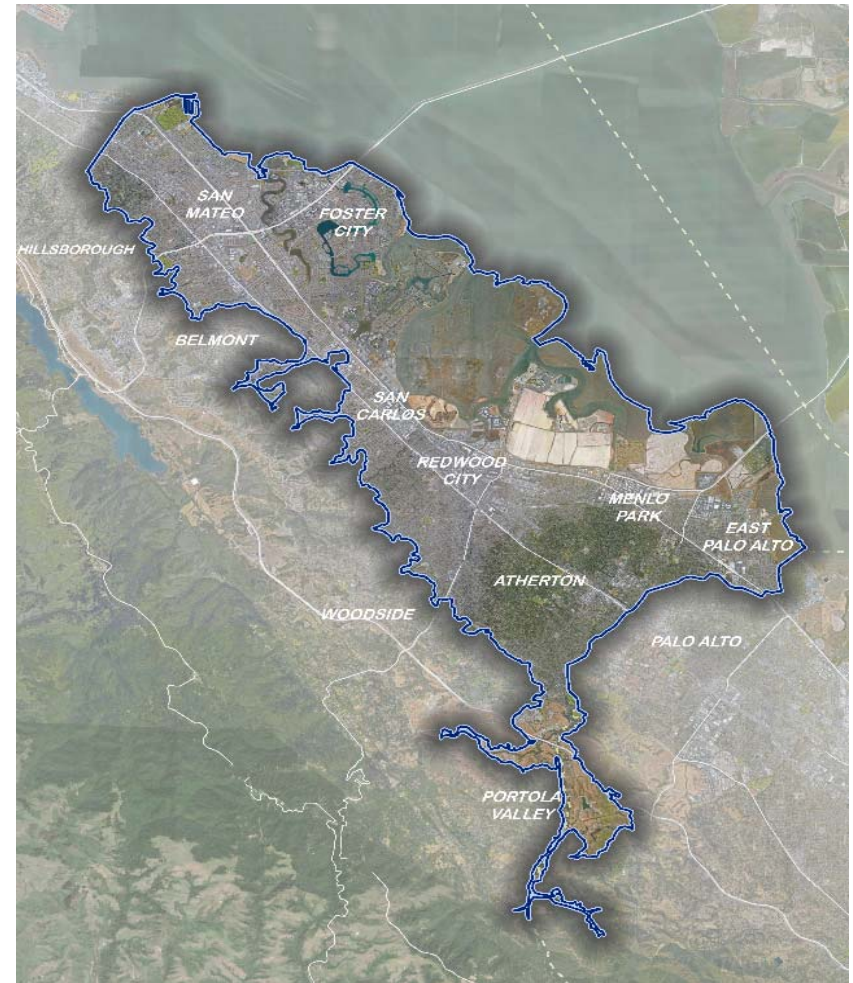 SAN
MATEO
FOSTER
CITY
HILLSBOROUGH
BELMONT
SAN
CARLOS
REDWOOD
CITY
MENLO
PARK
EAST
PALO ALTO
ATHERTON
WOODSIDE
PALO ALTO
PORTOLA
VALLEY